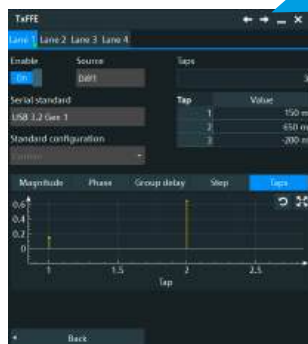 TxFFE
Lane 1 Lane 2 Lane 3 Lane 4
Enable Source Taps
On 3
Serial standard Tap Value
USB 3.2 Gen 1 1 150 m
Standard configuration 2 650 m
Custom 3 -200 m
Magnitude Phase Group delay Step Taps
0.6
0.4
0.2
0
1 1.5 2 2.5
Tap
Back